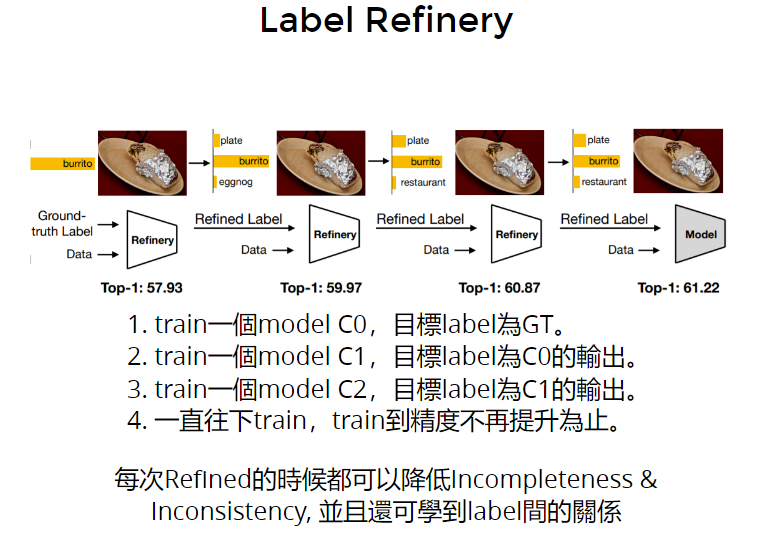 Label Refinery
burrito
plate
burrito
eggnog
plate
burrito
restaurant
plate
burrito
restaurant
Ground-
truth Label
Data
Refinery
Refined Label
Data
Refinery
Refined Label
Data
Refinery
Refined Label
Data
Model
Top-1: 57.93
Top-1: 59.97
Top-1: 60.87
Top-1: 61.22
1. train一個model C0，目標label為GT。
2. train一個model C1，目標label為C0的輸出。
3. train一個model C2，目標label為C1的輸出。
4. 一直往下train，train到精度不再提升為止。
每次Refined的時候都可以降低Incompleteness &
Inconsistency, 並且還可學到label間的關係